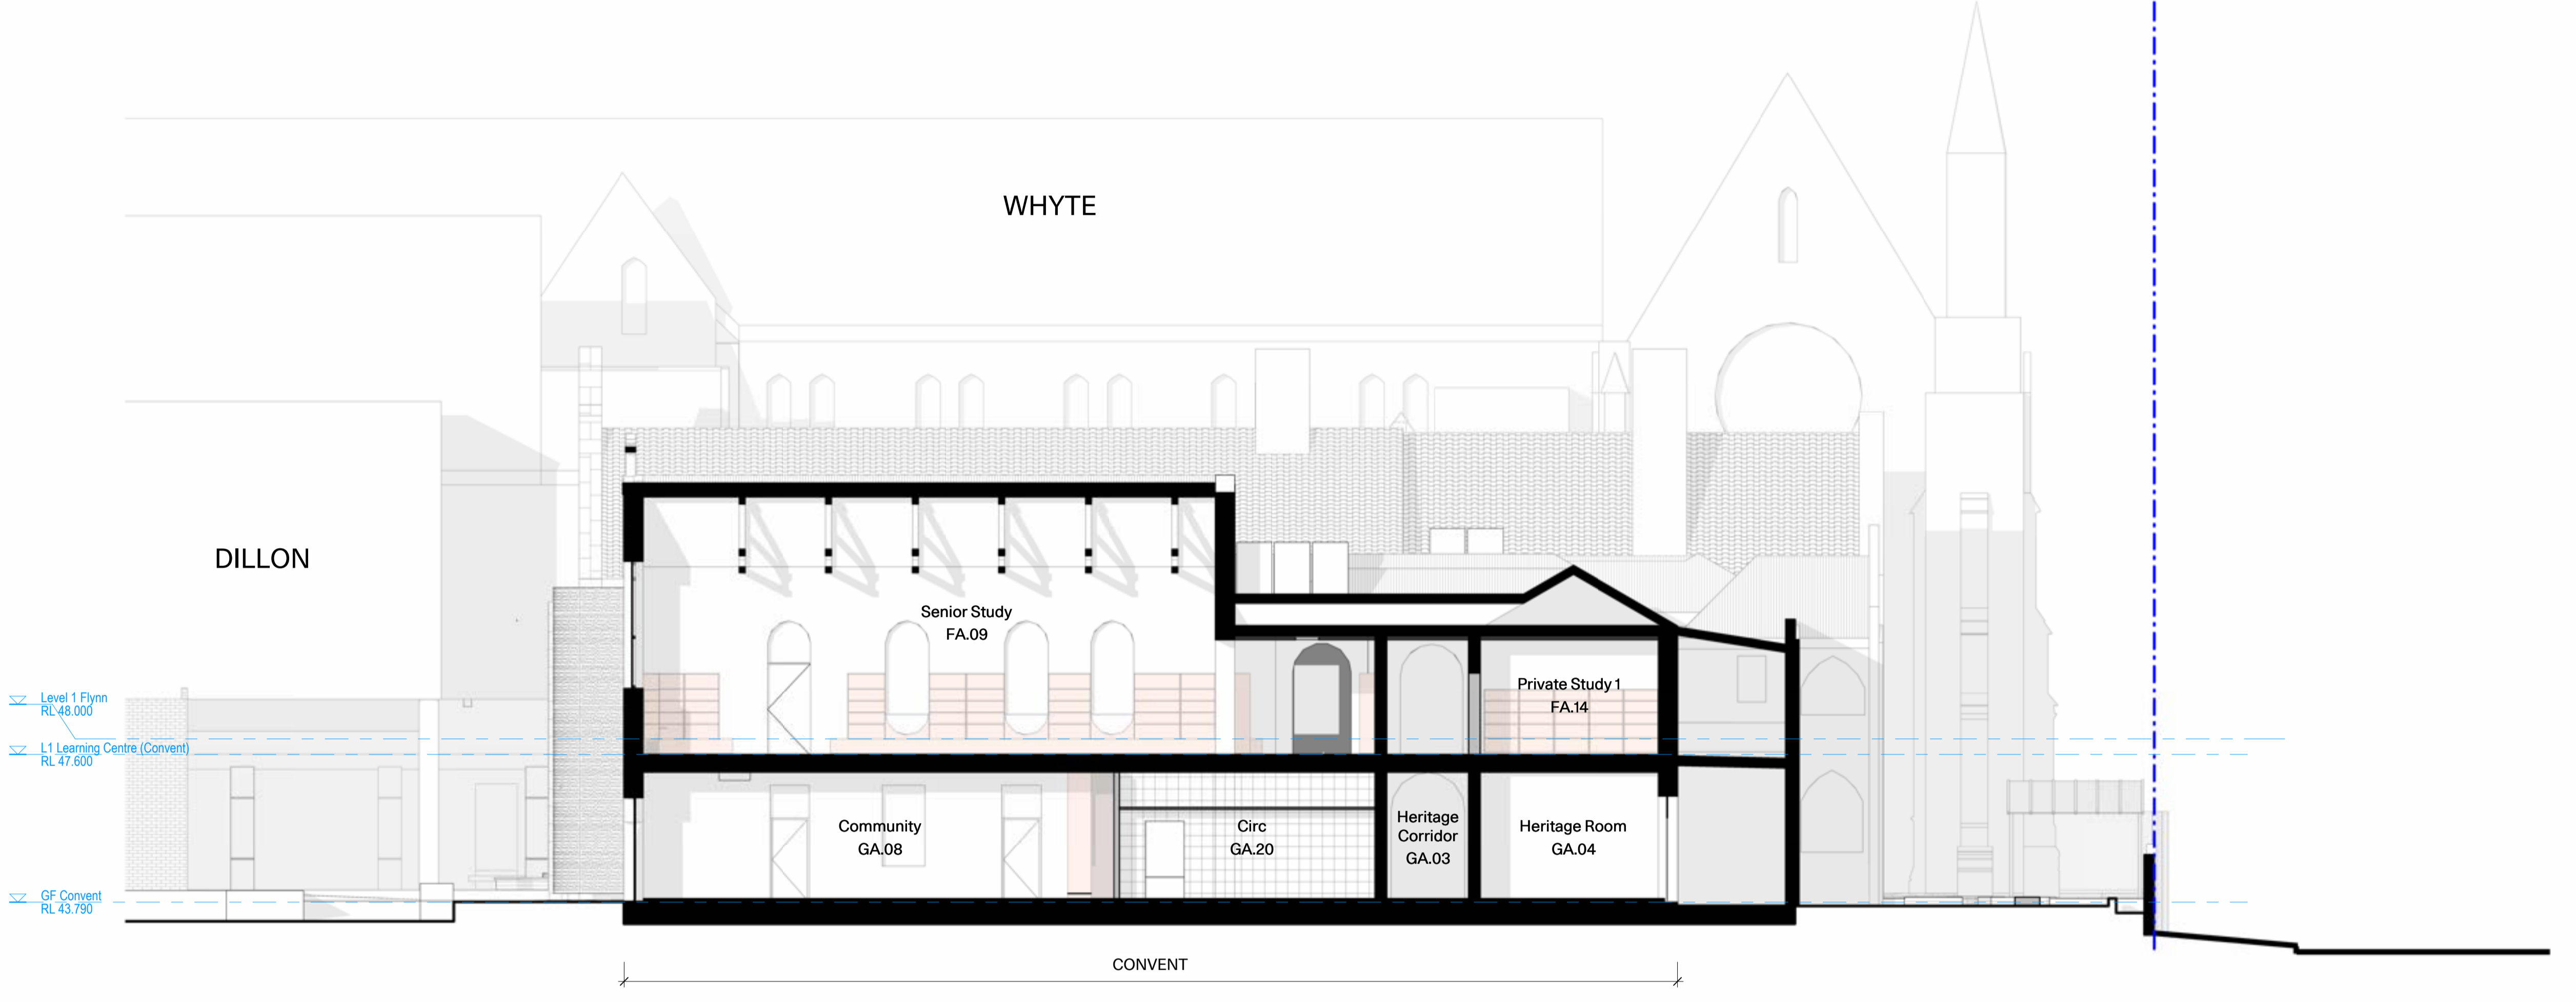 WHYTE
DILLON
Senior Study
FA.09
Level 1 Flynn
RL 48.000
Private Study 1
FA.14
L1 Learning Centre (Convent)
RL 47.600
Community
GA.08
Circ
GA.20
Heritage
Corridor
GA.03
Heritage Room
GA.04
GF Convent
RL 43.790
CONVENT